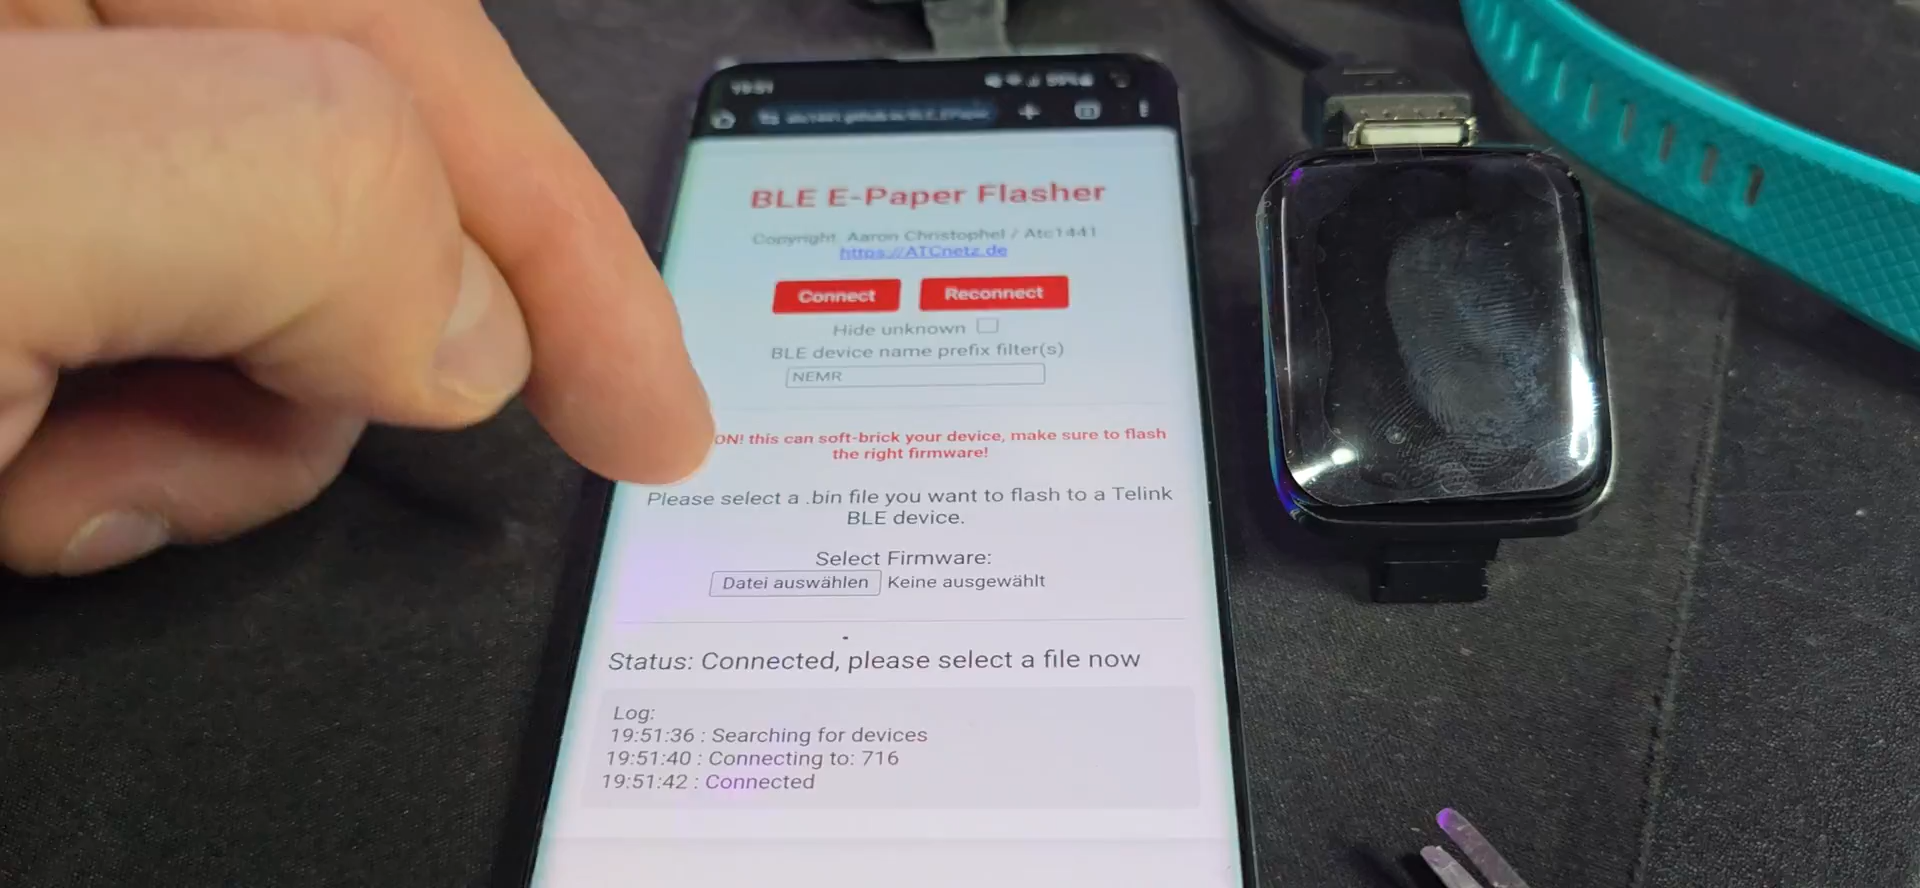 19:51
BLE E-Paper Flasher
Copyright Aaron Christophel / Atc1441
https://ATCnetz.de
Connect Reconnect
Hide unknown
BLE device name prefix filter(s)
NEMR
ON! this can soft-brick your device, make sure to flash
the right firmware!
Please select a .bin file you want to flash to a Telink
BLE device.
Select Firmware:
Datei auswählen Keine ausgewählt
Status: Connected, please select a file now
Log:
19:51:36 : Searching for devices
19:51:40 : Connecting to: 716
19:51:42 : Connected